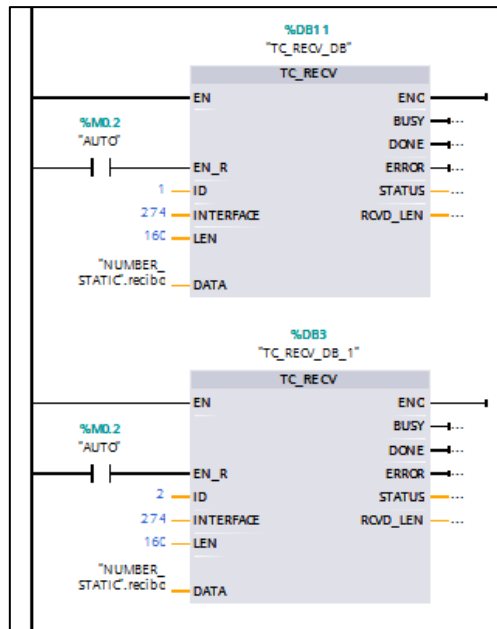 %DB11
"TC_RECV_DB"
TC_RECV
EN ENO
%M0.2 BUSY ...
"AUTO" DONE ...
EN_R ERROR ...
1 ID STATUS ...
274 INTERFACE RCVD_LEN ...
160 LEN
"NUMBER_
STATIC".recibo DATA
%DB3
"TC_RECV_DB_1"
TC_RECV
EN ENO
%M0.2 BUSY ...
"AUTO" DONE ...
EN_R ERROR ...
2 ID STATUS ...
274 INTERFACE RCVD_LEN ...
160 LEN
"NUMBER_
STATIC".recibo DATA